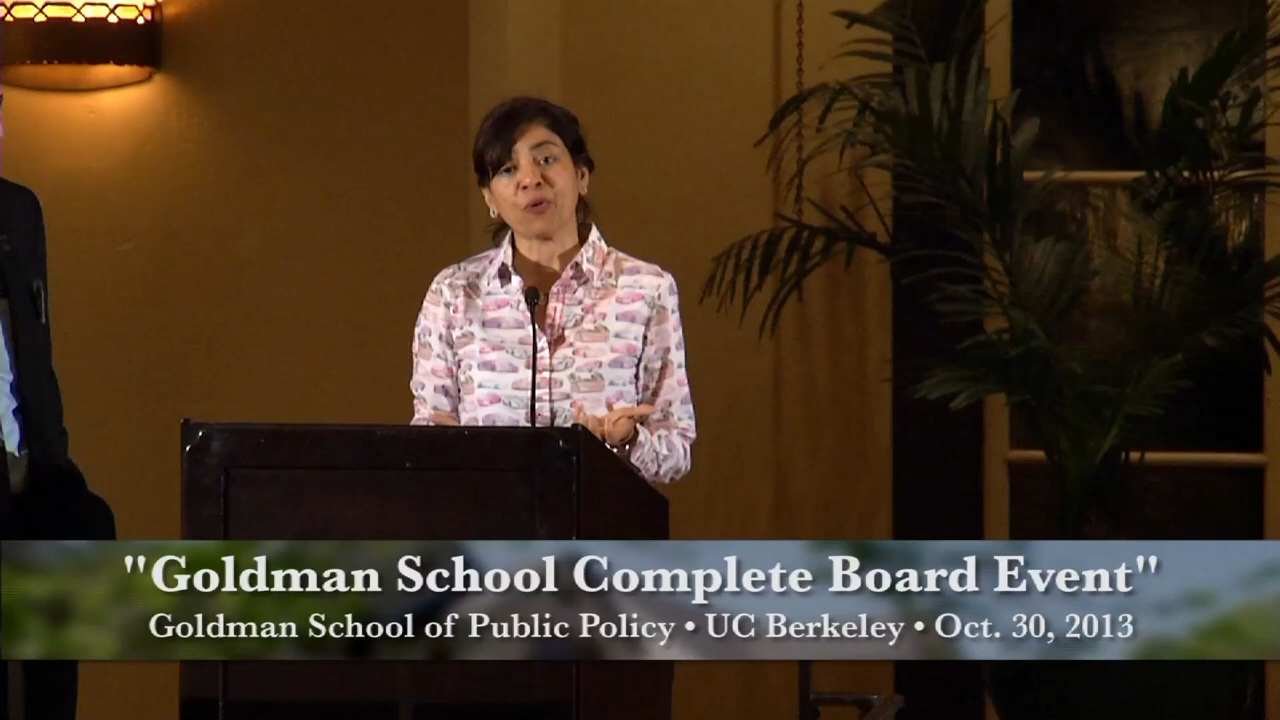 "Goldman School Complete Board Event"
Goldman School of Public Policy • UC Berkeley • Oct. 30, 2013